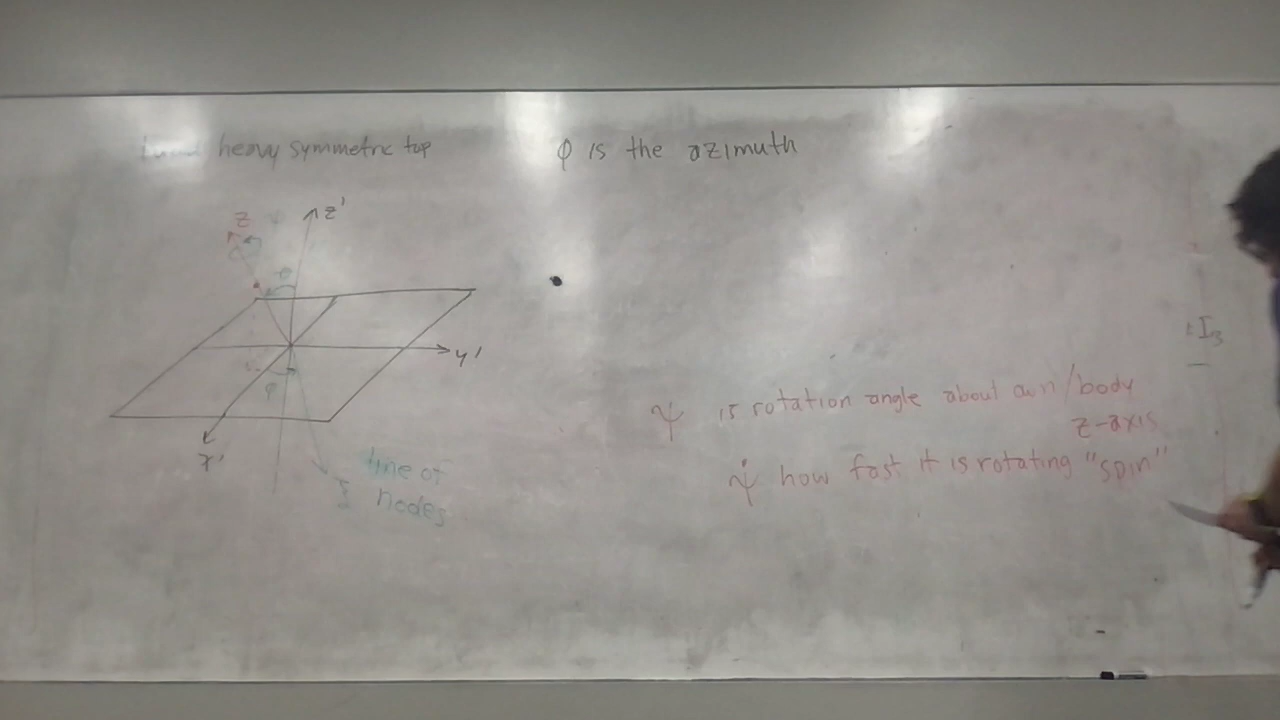 heavy symmetric top
φ is the azimuth
z
z'
θ
y'
φ
x'
line of
nodes
I3
ψ is rotation angle about own/body
z-axis
ψ̇ how fast it is rotating "spin"